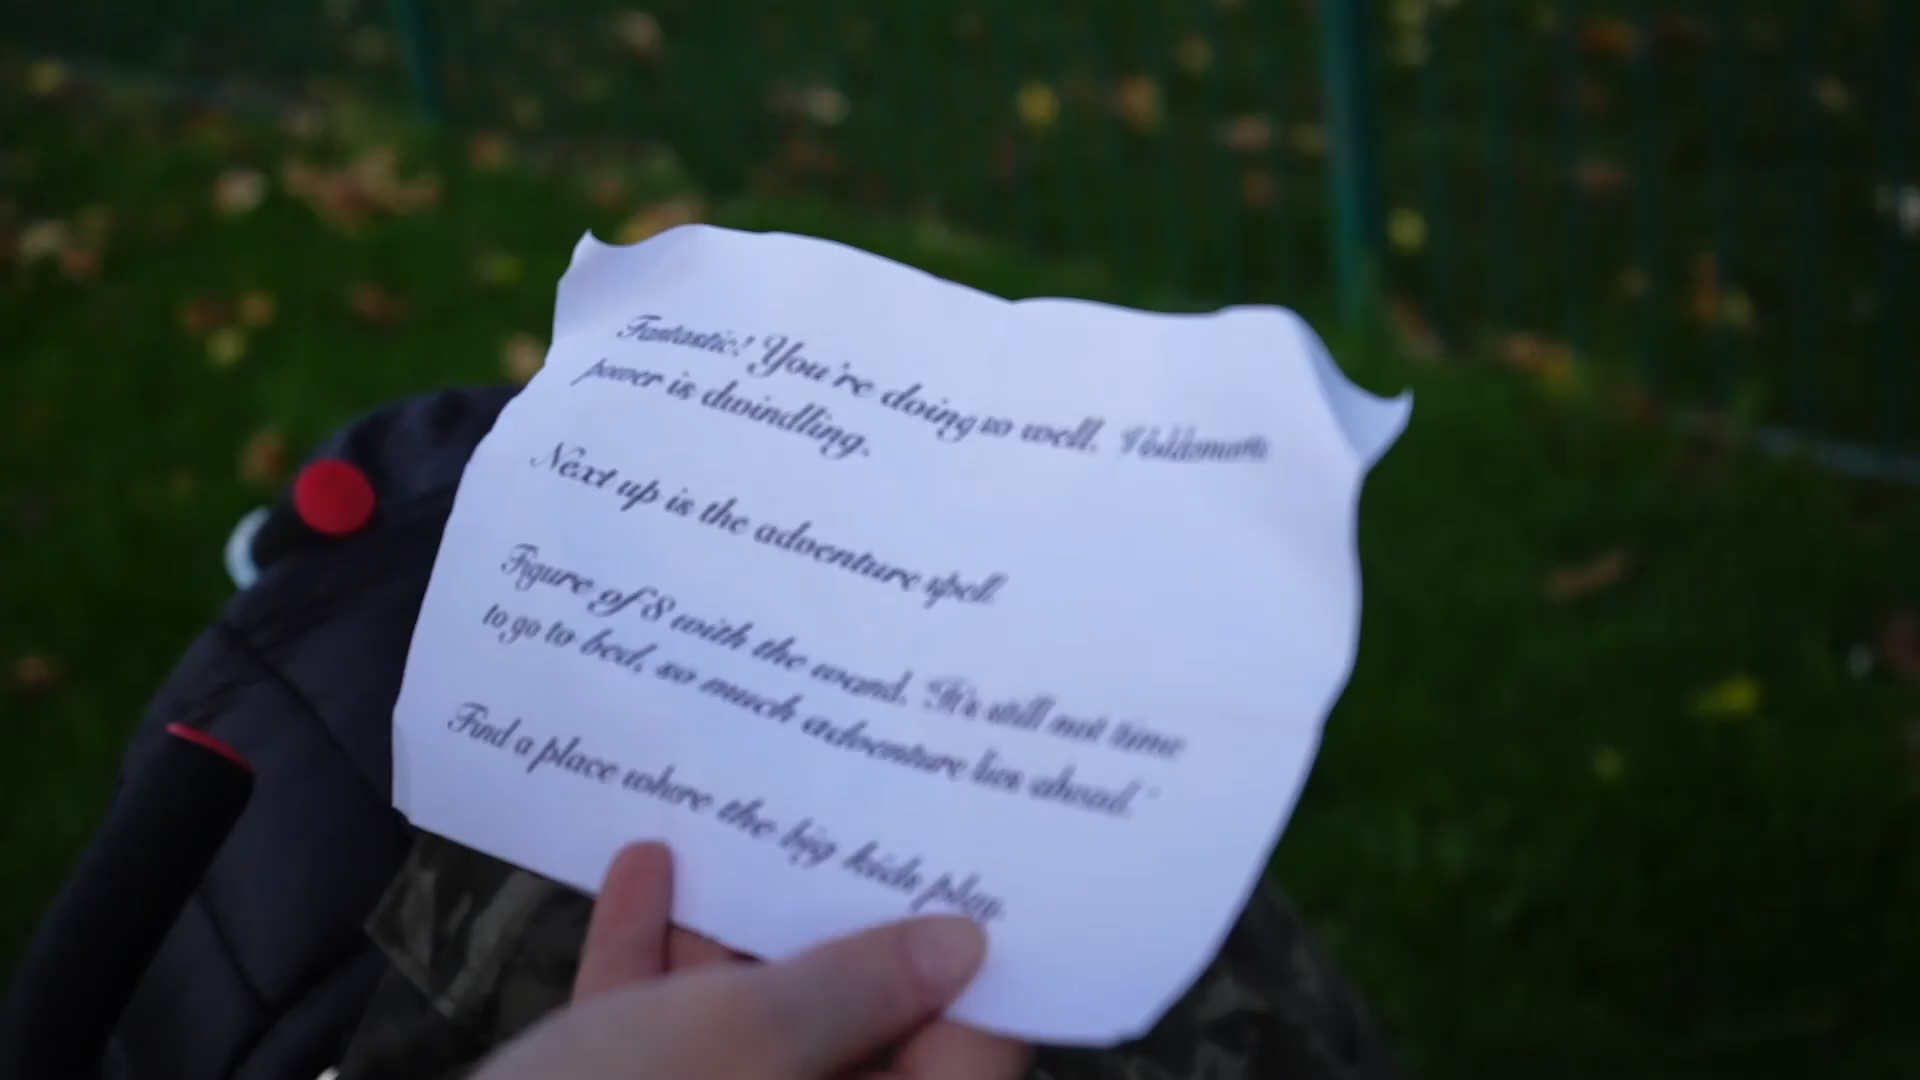 Fantastic! You're doing so well.
power is dwindling.
Next up is the adventure spell
Figure of 8 with the wand. "It's still not time
to go to bed, so much adventure lies ahead."
Find a place where the big kids play.